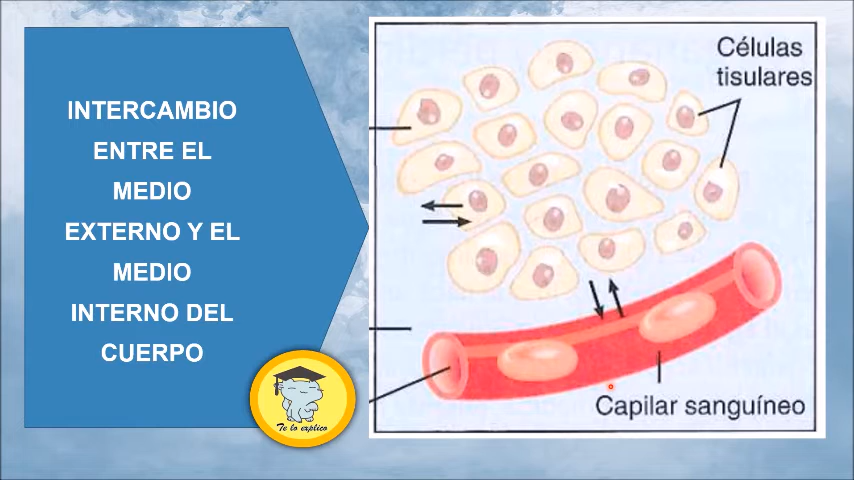 INTERCAMBIO
ENTRE EL
MEDIO
EXTERNO Y EL
MEDIO
INTERNO DEL
CUERPO
Te lo explico
Células
tisulares
Capilar sanguíneo